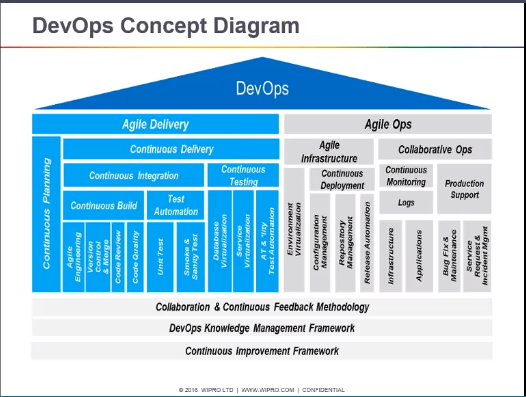 DevOps Concept Diagram
DevOps
Agile Delivery
Agile Ops
Continuous Planning
Continuous Delivery
Agile
Infrastructure
Collaborative Ops
Continuous Integration
Continuous
Testing
Continuous
Deployment
Continuous
Monitoring
Production
Support
Continuous Build
Test
Automation
Logs
Agile
Engineering
Version
Control
& Merge
Code Review
Code Quality
Unit Test
Smoke &
Sanity Test
Database
Virtualization
Service
Virtualization
AT & 'ility
Test Automation
Environment
Virtualization
Configuration
Management
Repository
Management
Release Automation
Infrastructure
Applications
Bug Fix &
Maintenance
Service
Request &
Incident Mgmt
Collaboration & Continuous Feedback Methodology
DevOps Knowledge Management Framework
Continuous Improvement Framework
© 2016 WIPRO LTD | WWW.WIPRO.COM | CONFIDENTIAL